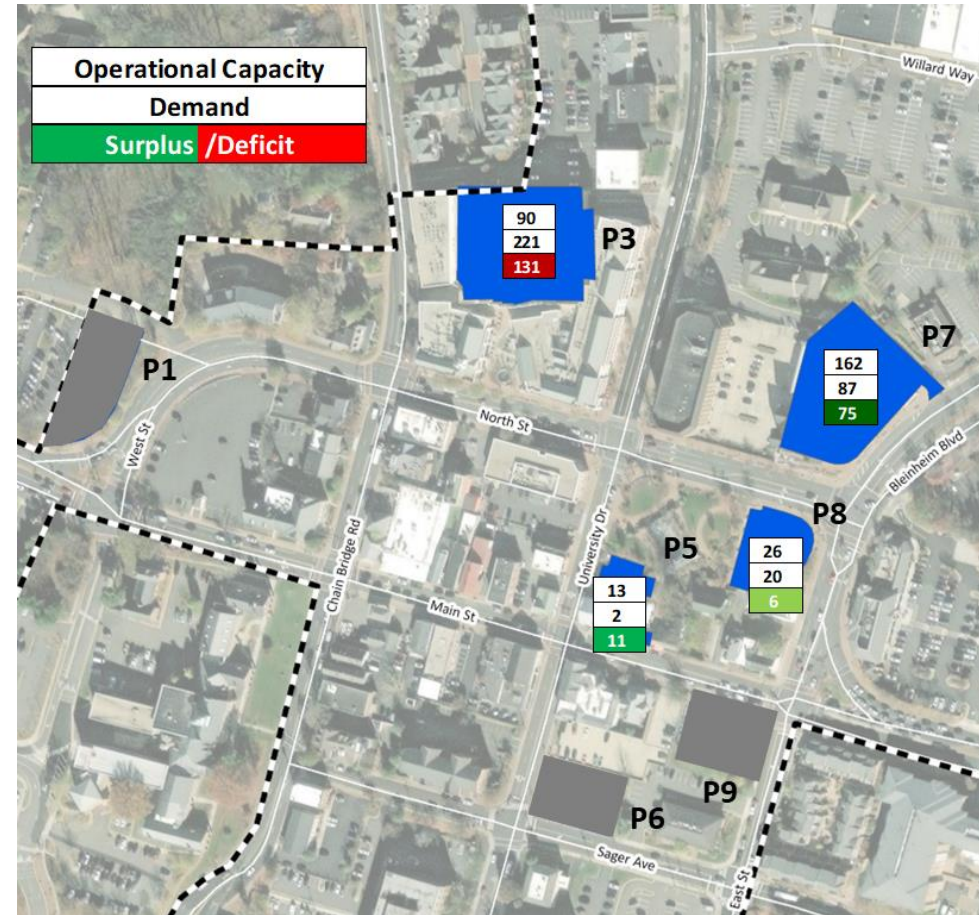 Operational Capacity
Demand
Surplus /Deficit
Willard Way
90
221
131
P3
P7
162
87
75
P1
North St
West St
Bleinheim Blvd
P8
University Dr
P5
26
20
6
13
2
11
Chain Bridge Rd
Main St
P9
P6
Sager Ave
East St